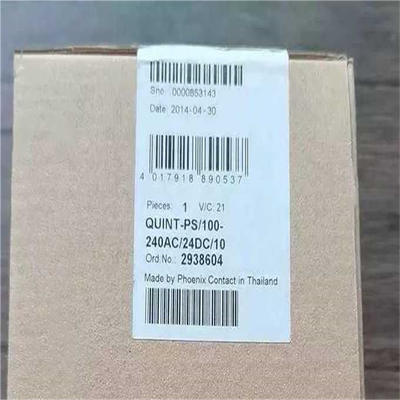 Sno: 0000853143
Date: 2014-04-30
4 017918 890537
Pieces: 1 V/C: 21
QUINT-PS/100-
240AC/24DC/10
Ord.No.: 2938604
Made by Phoenix Contact in Thailand